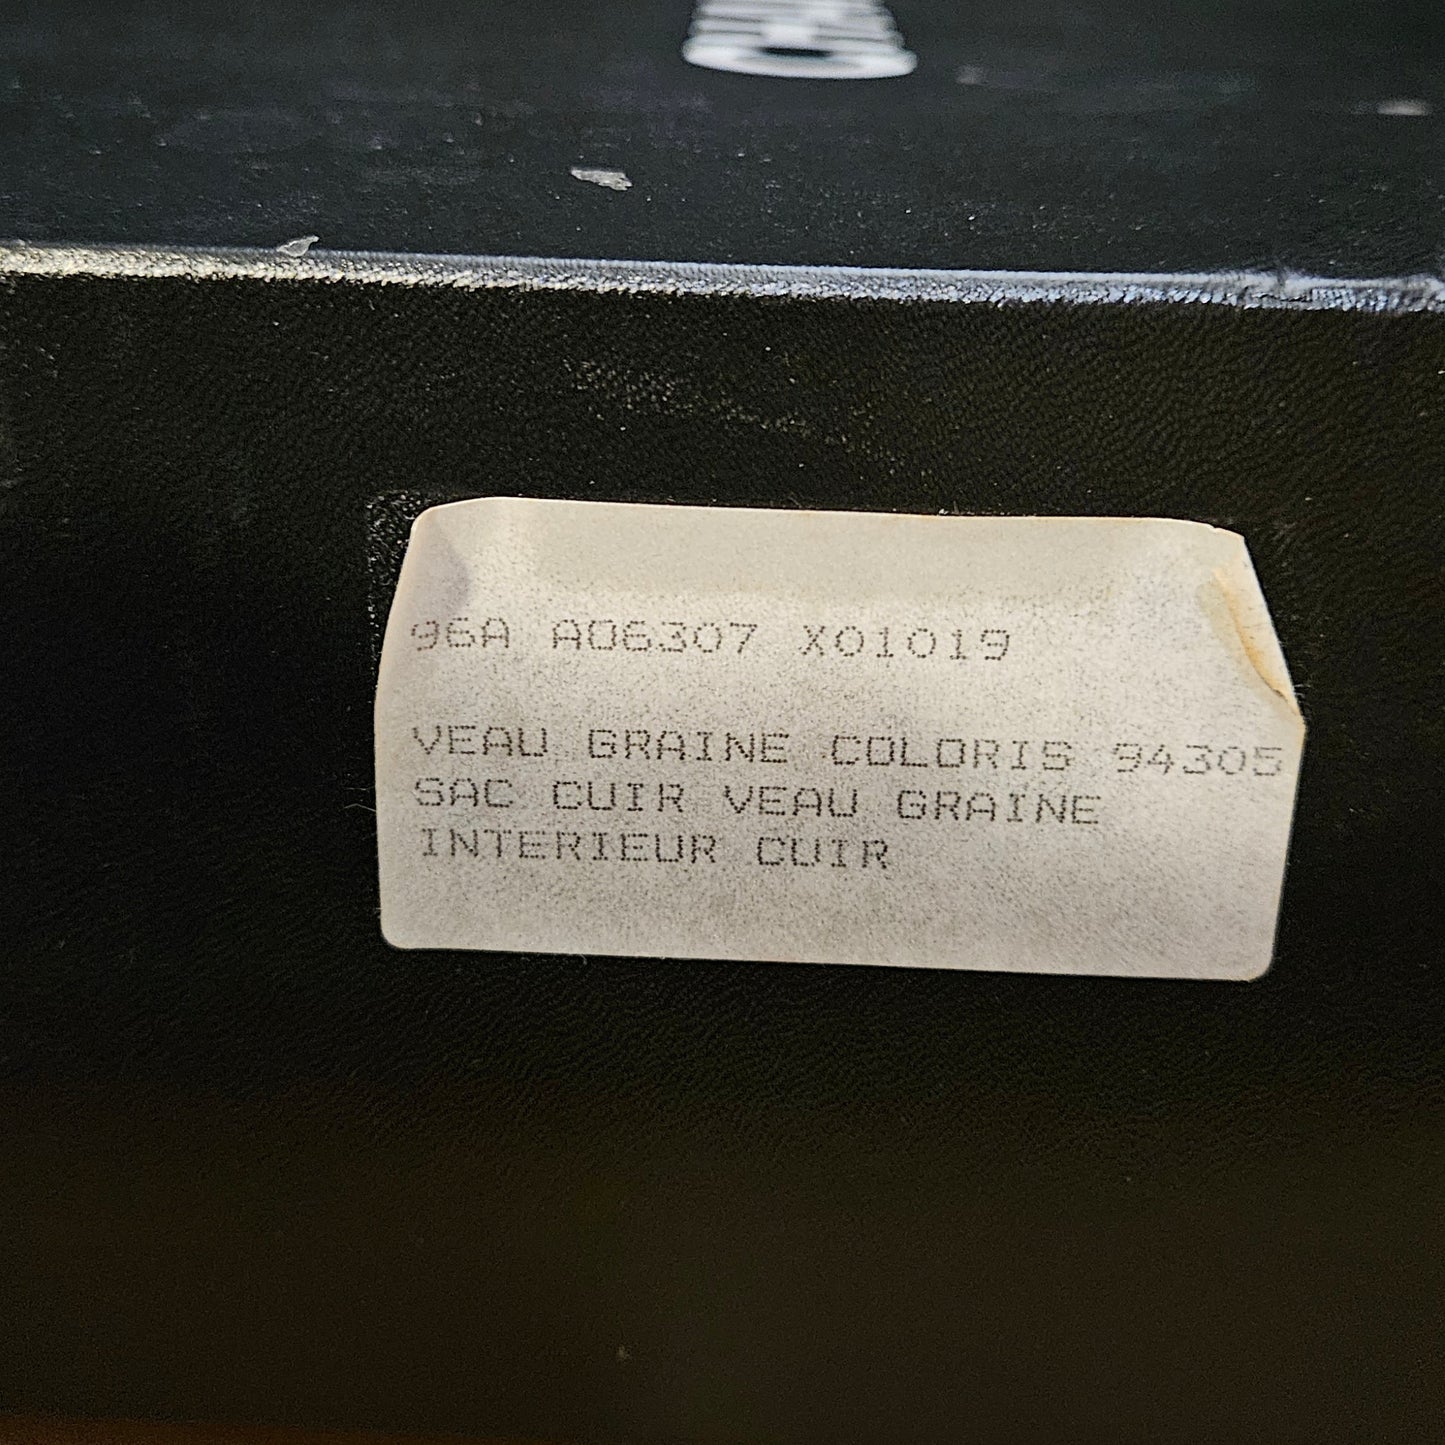 96A A06307 X01019
VEAU GRAINE COLORIS 94305
SAC CUIR VEAU GRAINE
INTERIEUR CUIR